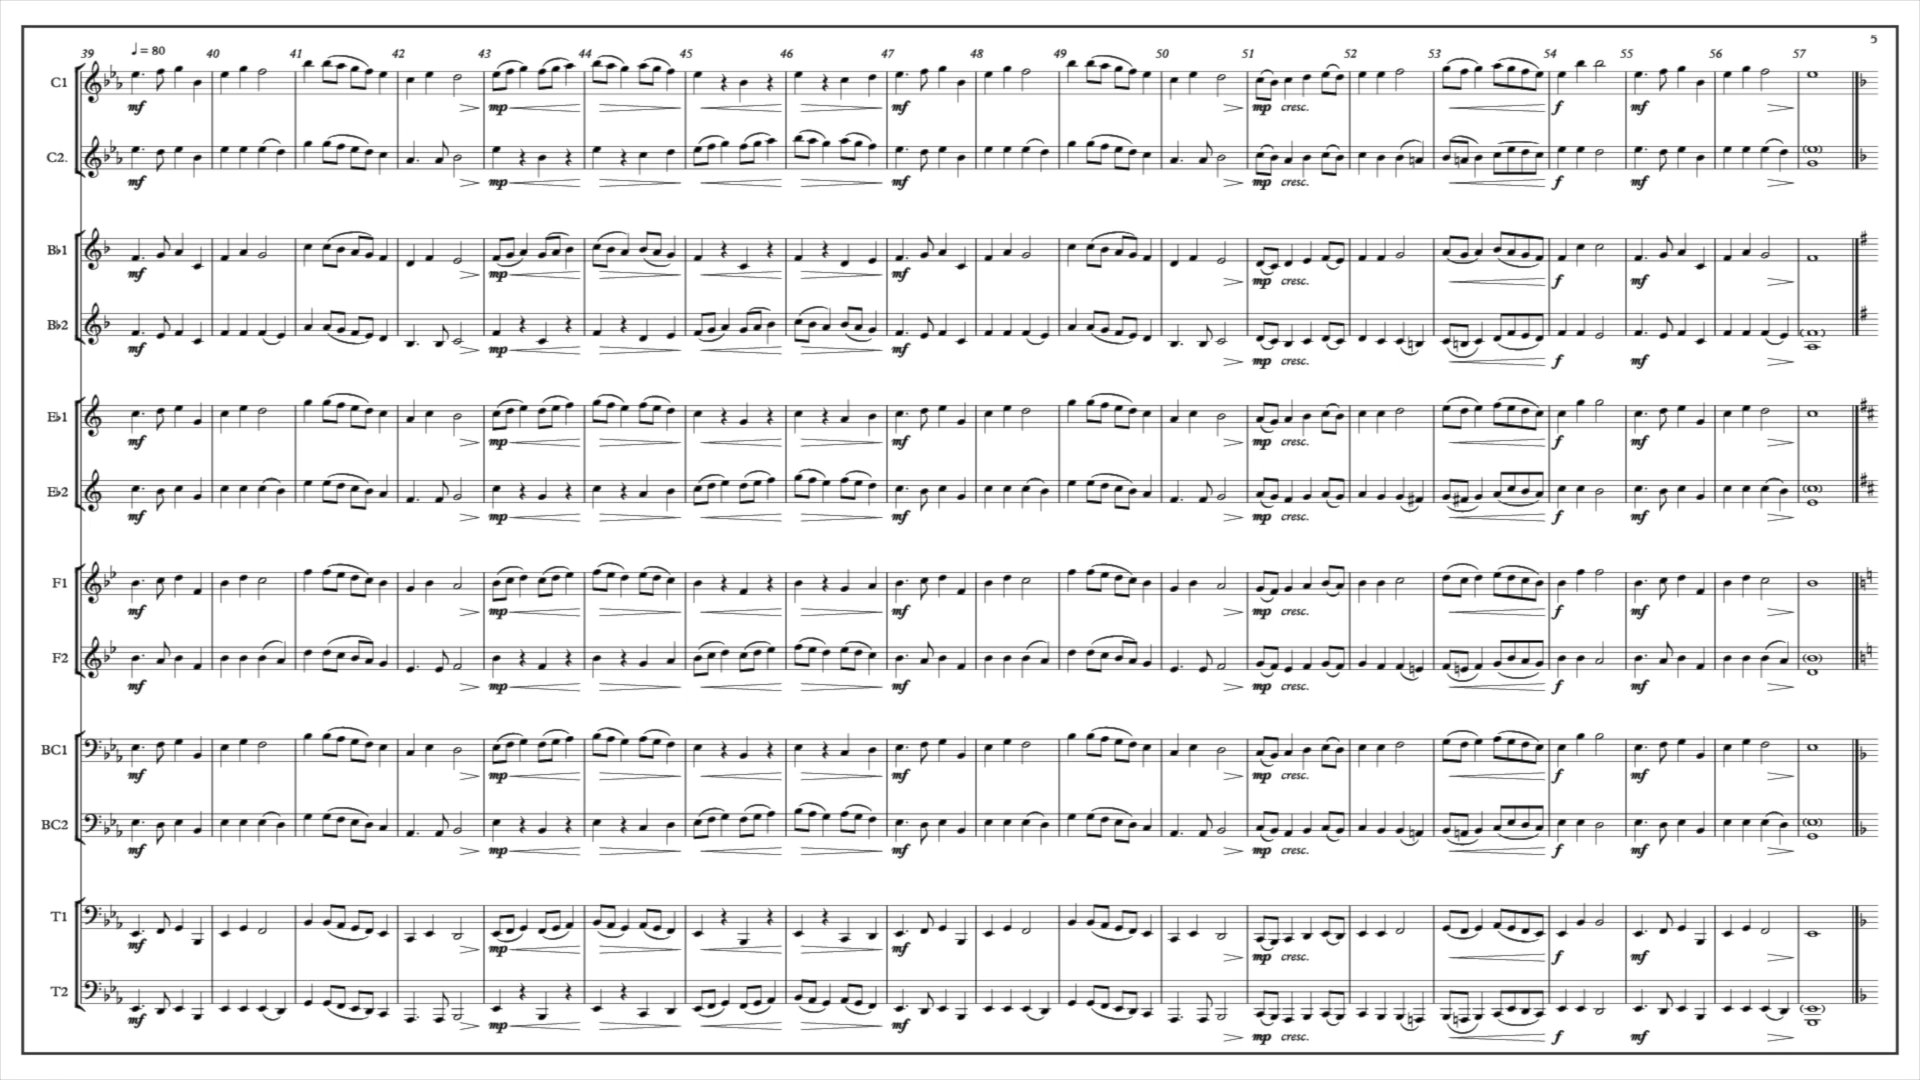 39 ♩ = 80 40 41 42 43 44 45 46 47 48 49 50 51 52 53 54 55 56 57 5
C1
mf mp mf mp cresc. f mf
C2.
mf mp mf mp cresc. f mf
B♭1
mf mp mf mp cresc. f mf
B♭2
mf mp mf mp cresc. f mf
E♭1
mf mp mf mp cresc. f mf
E♭2
mf mp mf mp cresc. f mf
F1
mf mp mf mp cresc. f mf
F2
mf mp mf mp cresc. f mf
BC1
mf mp mf mp cresc. f mf
BC2
mf mp mf mp cresc. f mf
T1
mf mp mf mp cresc. f mf
T2
mf mp mf mp cresc. f mf